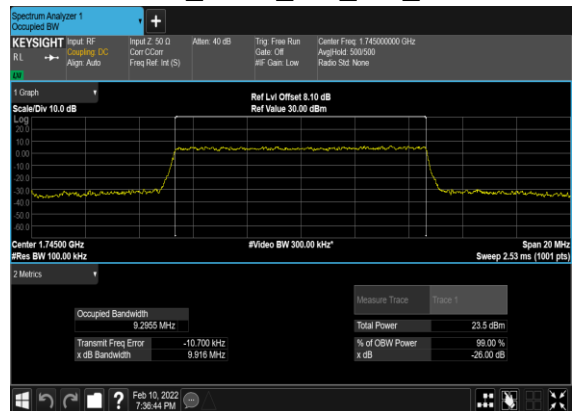 Spectrum Analyzer 1
Occupied BW
+
KEYSIGHT Input: RF Input Z: 50 Ω Atten: 40 dB Trig: Free Run Center Freq: 1.745000000 GHz
RL Coupling: DC Corr CCorr Gate: Off Avg|Hold: 500/500
Align: Auto Freq Ref: Int (S) #IF Gain: Low Radio Std: None
1 Graph
Scale/Div 10.0 dB Ref Lvl Offset 8.10 dB
Ref Value 30.00 dBm
Log
20.0
10.0
0.00
-10.0
-20.0
-30.0
-40.0
-50.0
-60.0
Center 1.74500 GHz #Video BW 300.00 kHz* Span 20 MHz
#Res BW 100.00 kHz Sweep 2.53 ms (1001 pts)
2 Metrics
Measure Trace Trace 1
Occupied Bandwidth
9.2955 MHz Total Power 23.5 dBm
Transmit Freq Error -10.700 kHz % of OBW Power 99.00 %
x dB Bandwidth 9.916 MHz x dB -26.00 dB
? Feb 10, 2022
7:36:44 PM